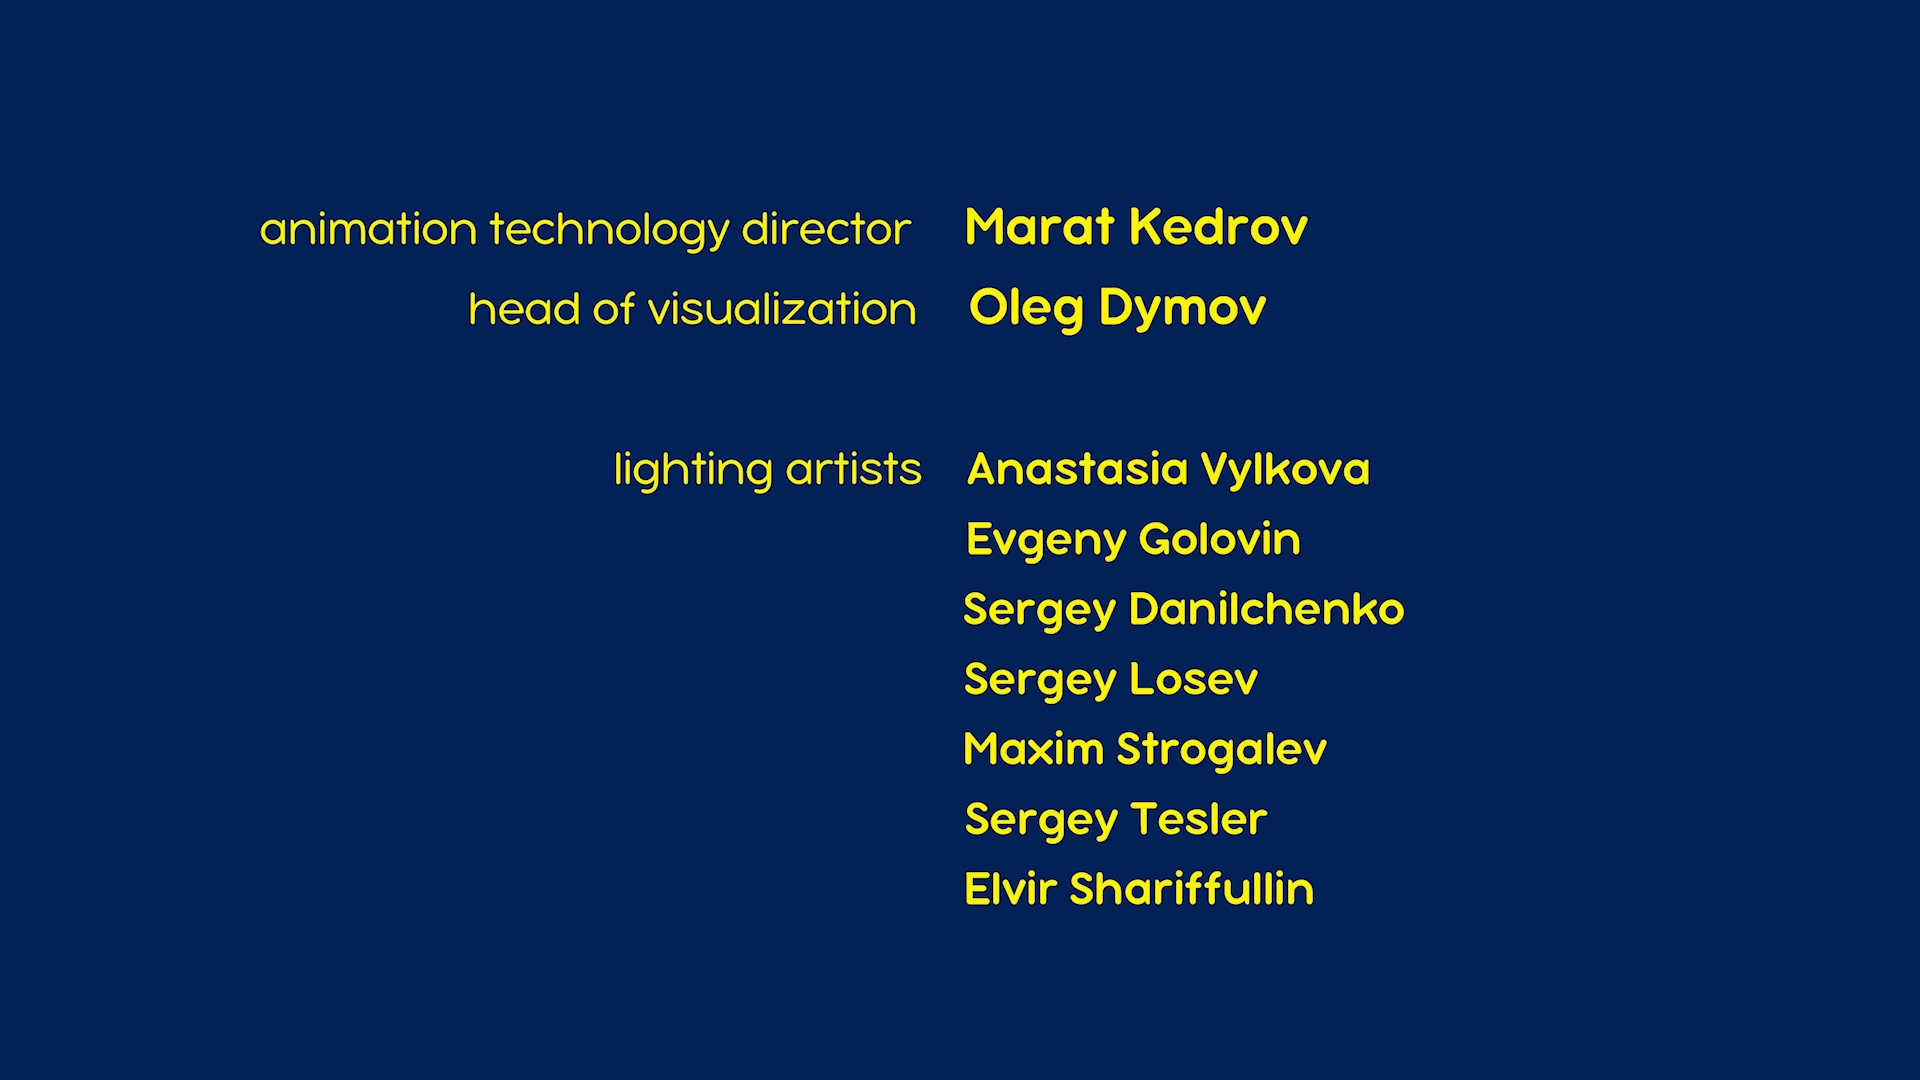 animation technology director Marat Kedrov
head of visualization Oleg Dymov
lighting artists Anastasia Vylkova
Evgeny Golovin
Sergey Danilchenko
Sergey Losev
Maxim Strogalev
Sergey Tesler
Elvir Shariffullin